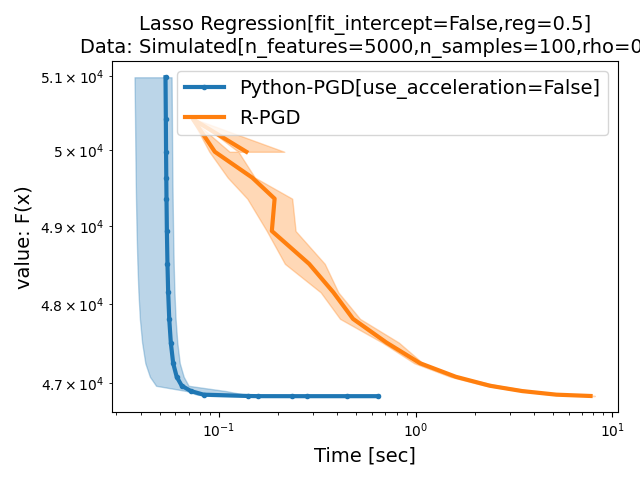 Lasso Regression[fit_intercept=False,reg=0.5]
Data: Simulated[n_features=5000,n_samples=100,rho=0
Python-PGD[use_acceleration=False]
R-PGD
value: F(x)
5.1 × 10⁴
5 × 10⁴
4.9 × 10⁴
4.8 × 10⁴
4.7 × 10⁴
10⁻¹
10⁰
10¹
Time [sec]